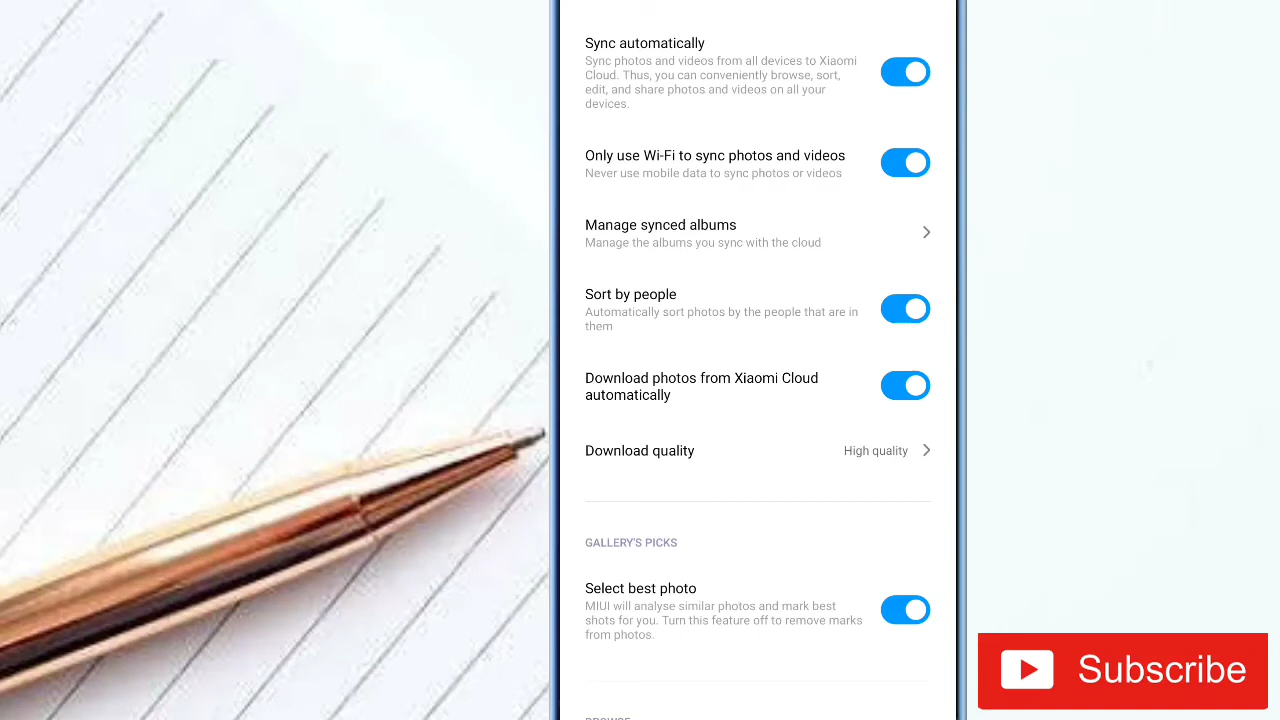 Sync automatically
Sync photos and videos from all devices to Xiaomi
Cloud. Thus, you can conveniently browse, sort,
edit, and share photos and videos on all your
devices.
Only use Wi-Fi to sync photos and videos
Never use mobile data to sync photos or videos
Manage synced albums
Manage the albums you sync with the cloud
Sort by people
Automatically sort photos by the people that are in
them
Download photos from Xiaomi Cloud
automatically
Download quality
High quality
GALLERY'S PICKS
Select best photo
MIUI will analyse similar photos and mark best
shots for you. Turn this feature off to remove marks
from photos.
BROWSE
Subscribe